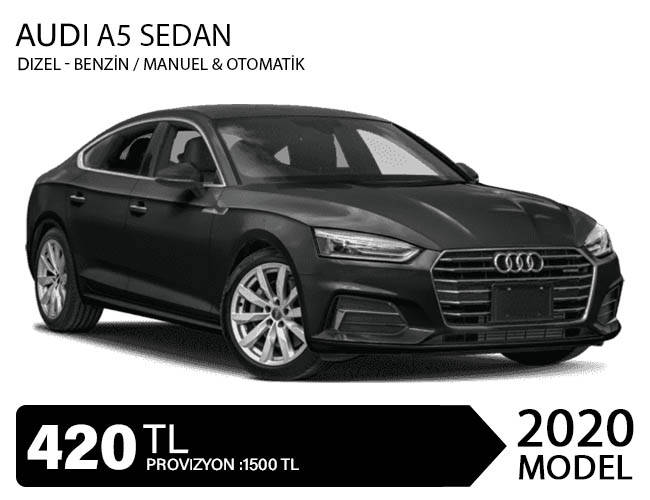 AUDI A5 SEDAN
DIZEL - BENZİN / MANUEL & OTOMATİK
420 TL
PROVIZYON :1500 TL
2020
MODEL